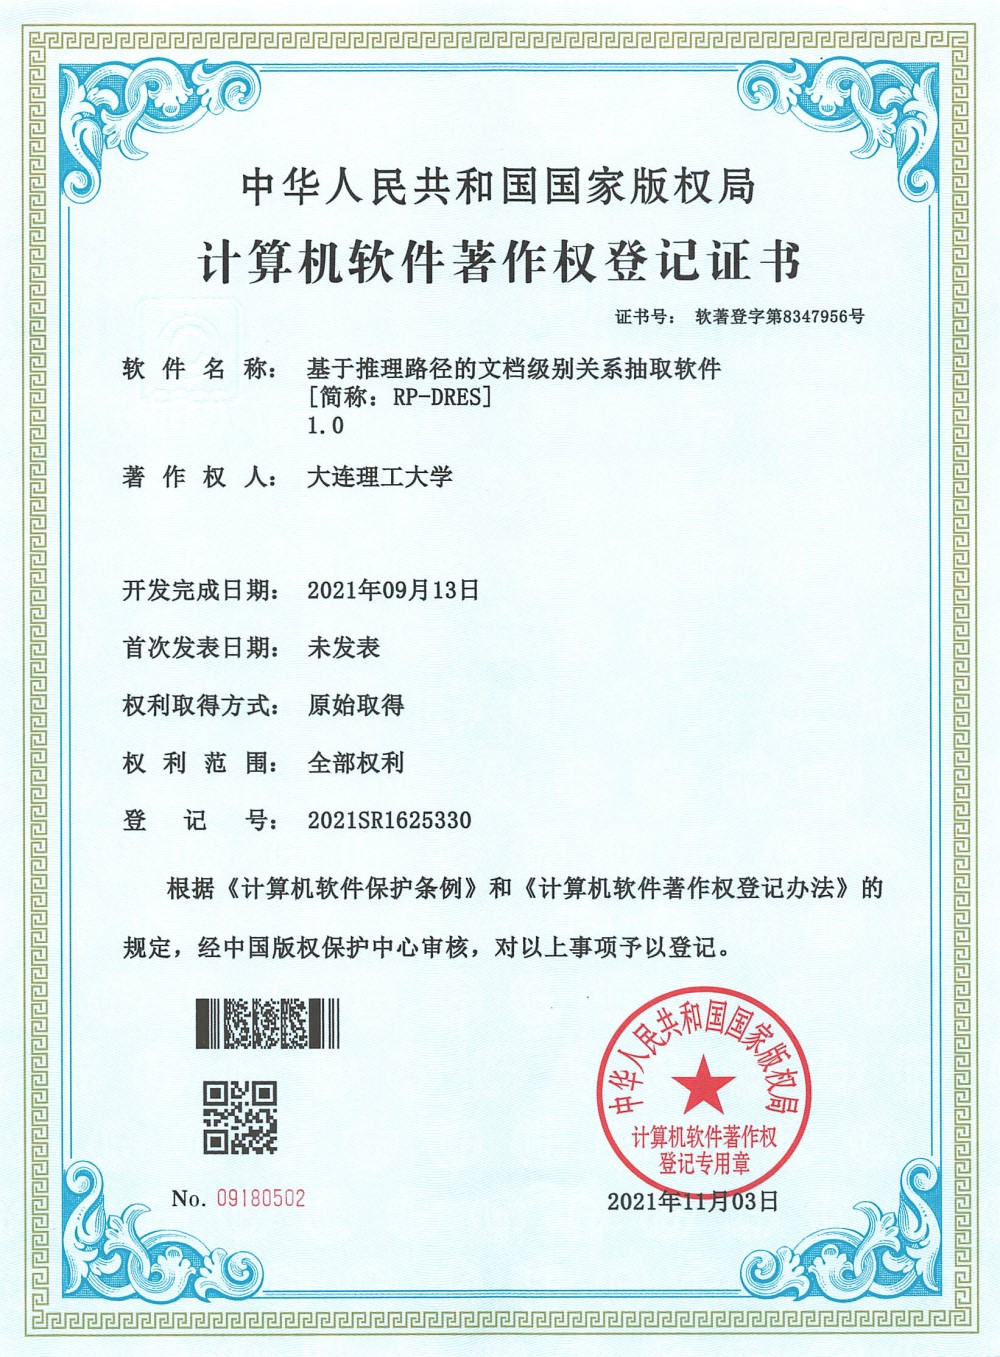 中华人民共和国国家版权局
计算机软件著作权登记证书
证书号： 软著登字第8347956号
软件名称： 基于推理路径的文档级别关系抽取软件
[简称：RP-DRES]
1.0
著作权人： 大连理工大学
开发完成日期： 2021年09月13日
首次发表日期： 未发表
权利取得方式： 原始取得
权利范围： 全部权利
登记号： 2021SR1625330
根据《计算机软件保护条例》和《计算机软件著作权登记办法》的
规定，经中国版权保护中心审核，对以上事项予以登记。
中华人民共和国国家版权局
计算机软件著作权
登记专用章
No. 09180502
2021年11月03日